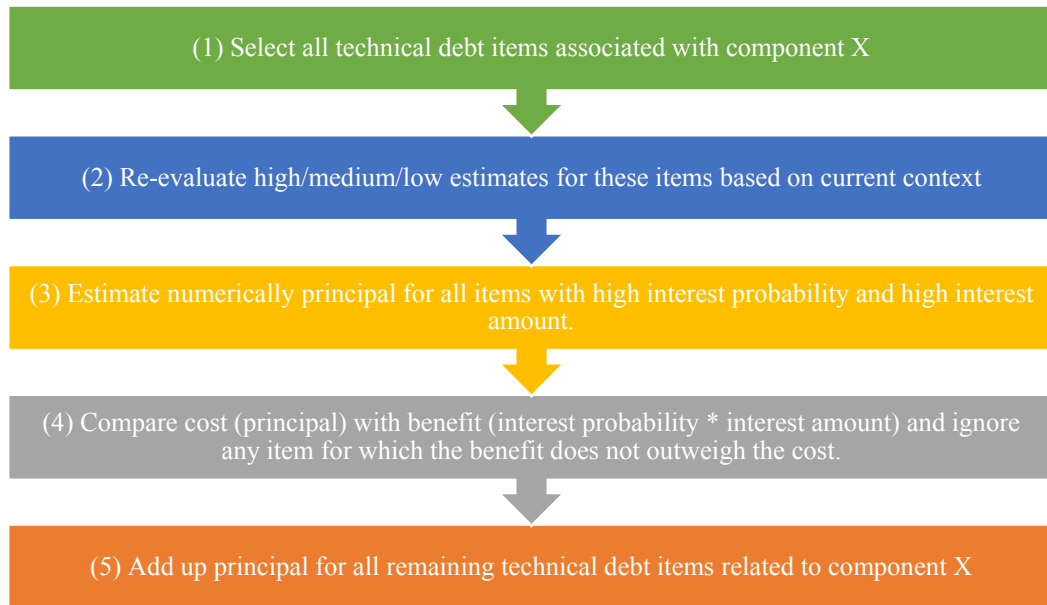 (1) Select all technical debt items associated with component X
(2) Re-evaluate high/medium/low estimates for these items based on current context
(3) Estimate numerically principal for all items with high interest probability and high interest
amount.
(4) Compare cost (principal) with benefit (interest probability * interest amount) and ignore
any item for which the benefit does not outweigh the cost.
(5) Add up principal for all remaining technical debt items related to component X